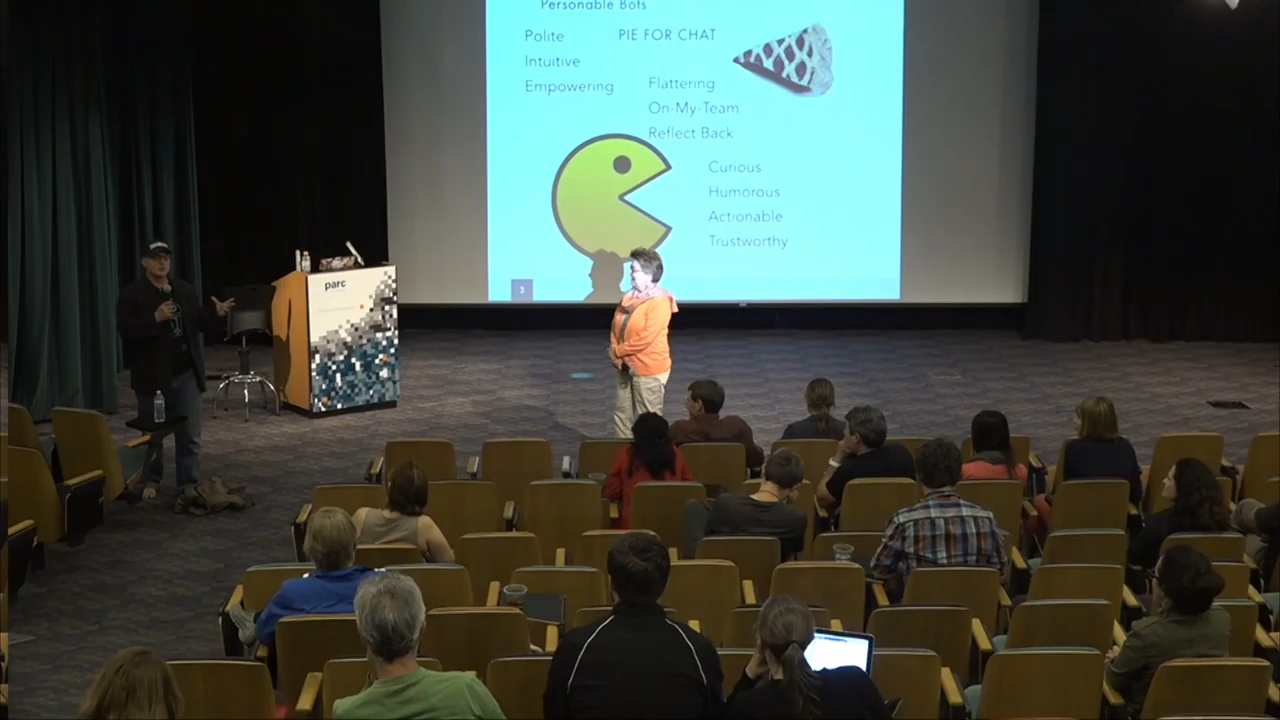 Personable Bots
Polite
PIE FOR CHAT
Intuitive
Empowering
Flattering
On-My-Team
Reflect Back
Curious
Humorous
Actionable
Trustworthy
3
parc